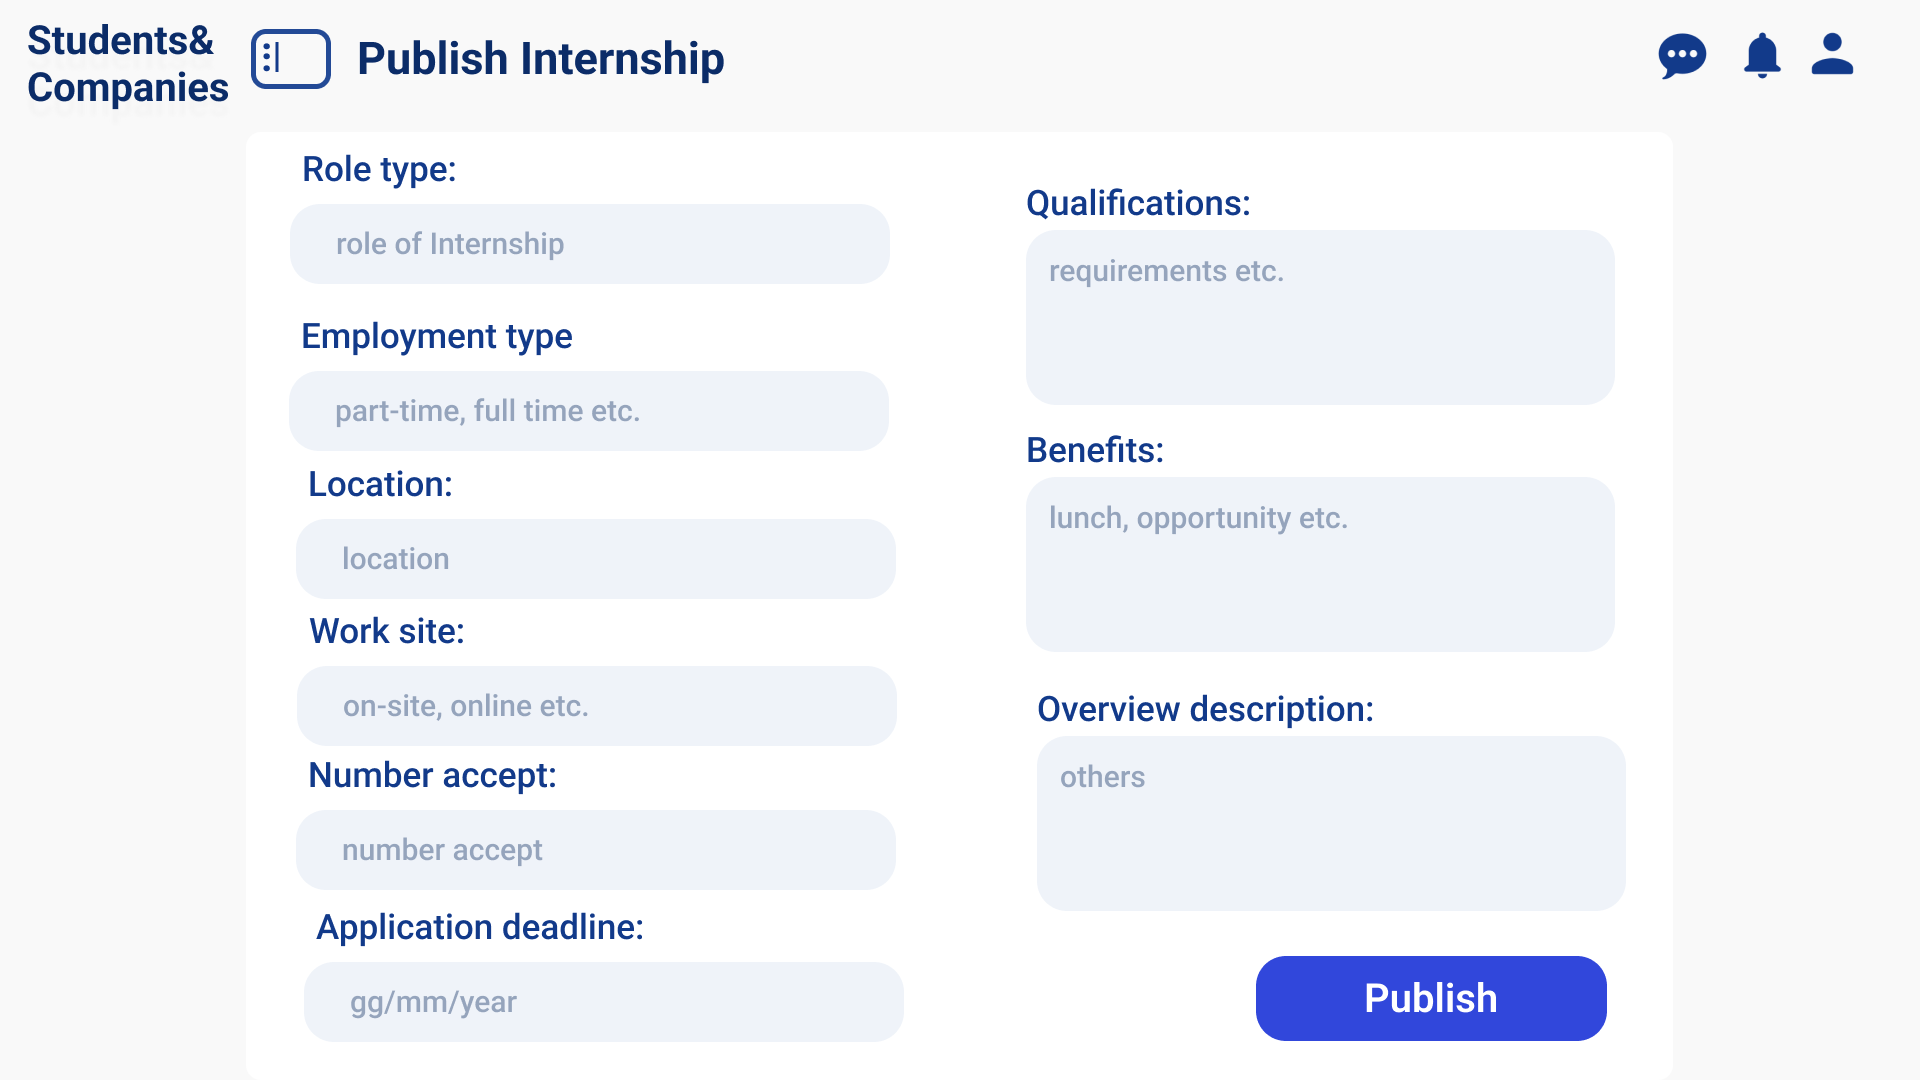 Students&
Companies
Publish Internship
Role type:
role of Internship
Employment type
part-time, full time etc.
Location:
location
Work site:
on-site, online etc.
Number accept:
number accept
Application deadline:
gg/mm/year
Qualifications:
requirements etc.
Benefits:
lunch, opportunity etc.
Overview description:
others
Publish